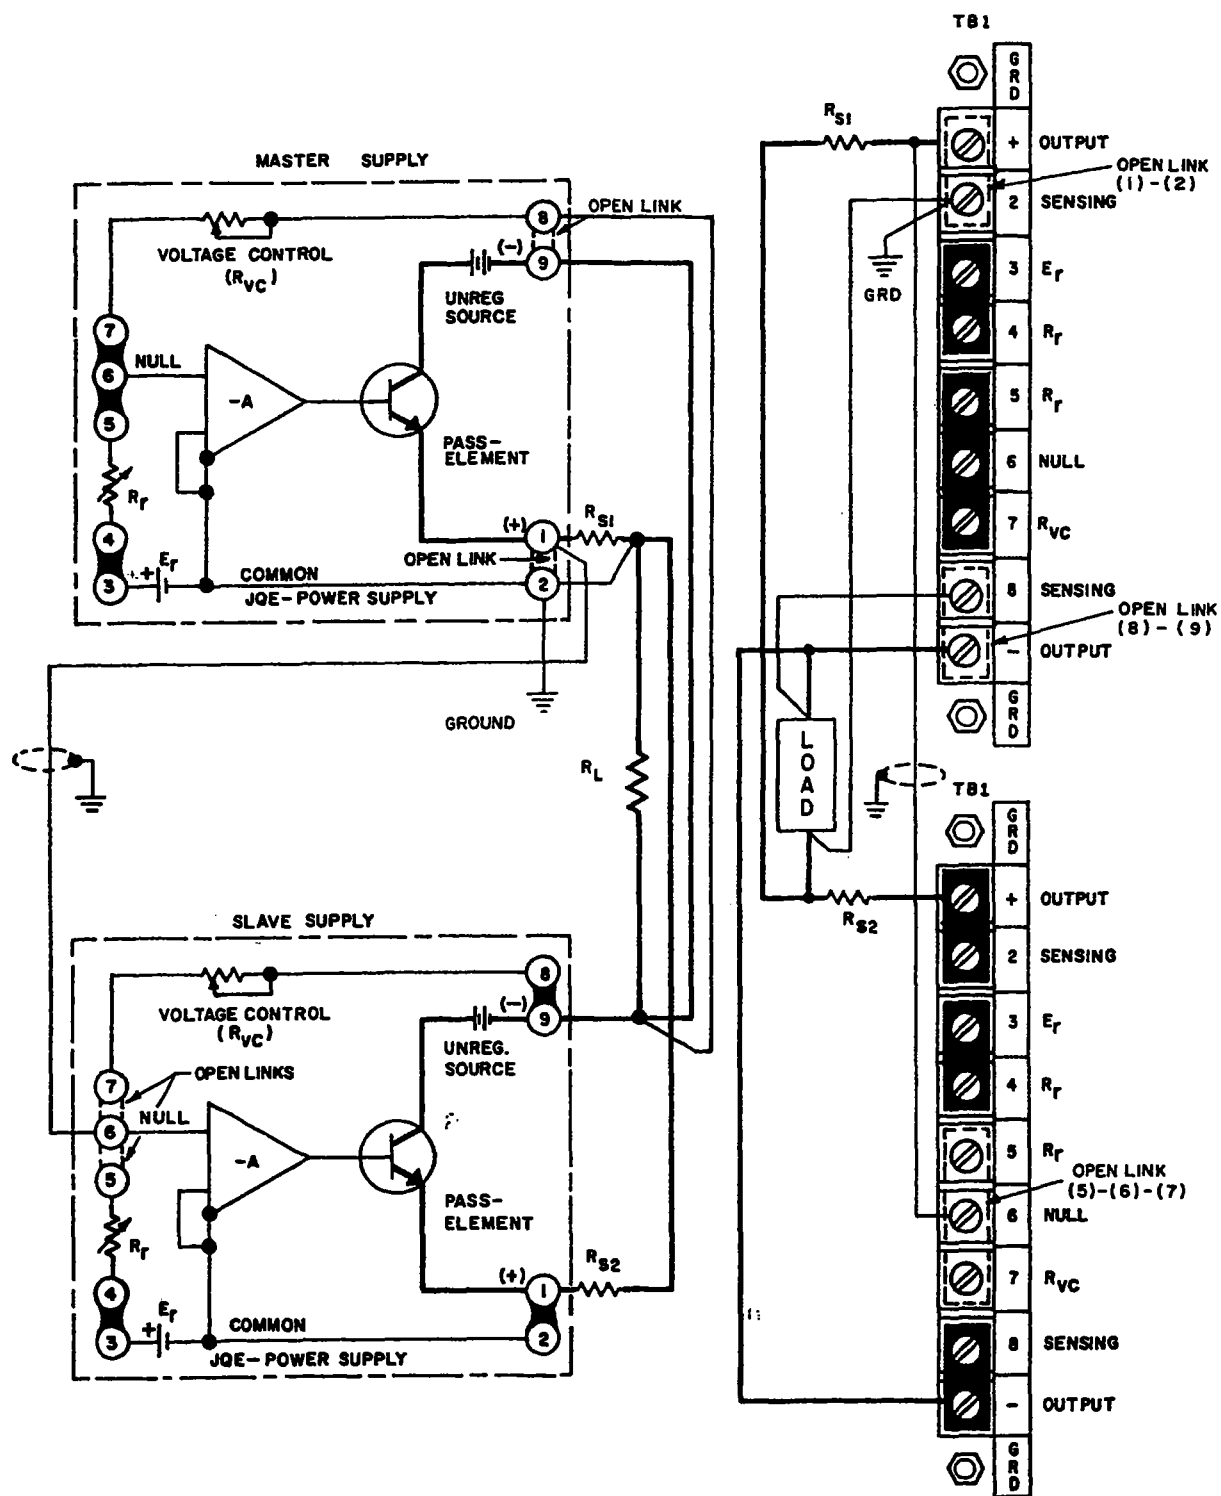 MASTER SUPPLY
8
OPEN LINK
VOLTAGE CONTROL
(RVC)
(-)
9
UNREG
SOURCE
7
NULL
6
-A
5
PASS-
ELEMENT
Rr
4
(+)
1
RS1
OPEN LINK
+ Er
3
COMMON
2
JQE-POWER SUPPLY
GROUND
RL
SLAVE SUPPLY
8
VOLTAGE CONTROL
(RVC)
(-)
9
UNREG.
SOURCE
7
OPEN LINKS
NULL
6
-A
5
PASS-
ELEMENT
Rr
4
(+)
1
RS2
+ Er
3
COMMON
2
JQE-POWER SUPPLY
TB1
GRD
RS1
+ OUTPUT
OPEN LINK
(1)-(2)
2 SENSING
GRD
3 Er
4 Rr
5 Rr
6 NULL
7 RVC
8 SENSING
OPEN LINK
(8)-(9)
- OUTPUT
GRD
LOAD
TB1
GRD
+ OUTPUT
RS2
2 SENSING
3 Er
4 Rr
5 Rr
OPEN LINK
(5)-(6)-(7)
6 NULL
7 RVC
8 SENSING
- OUTPUT
GRD